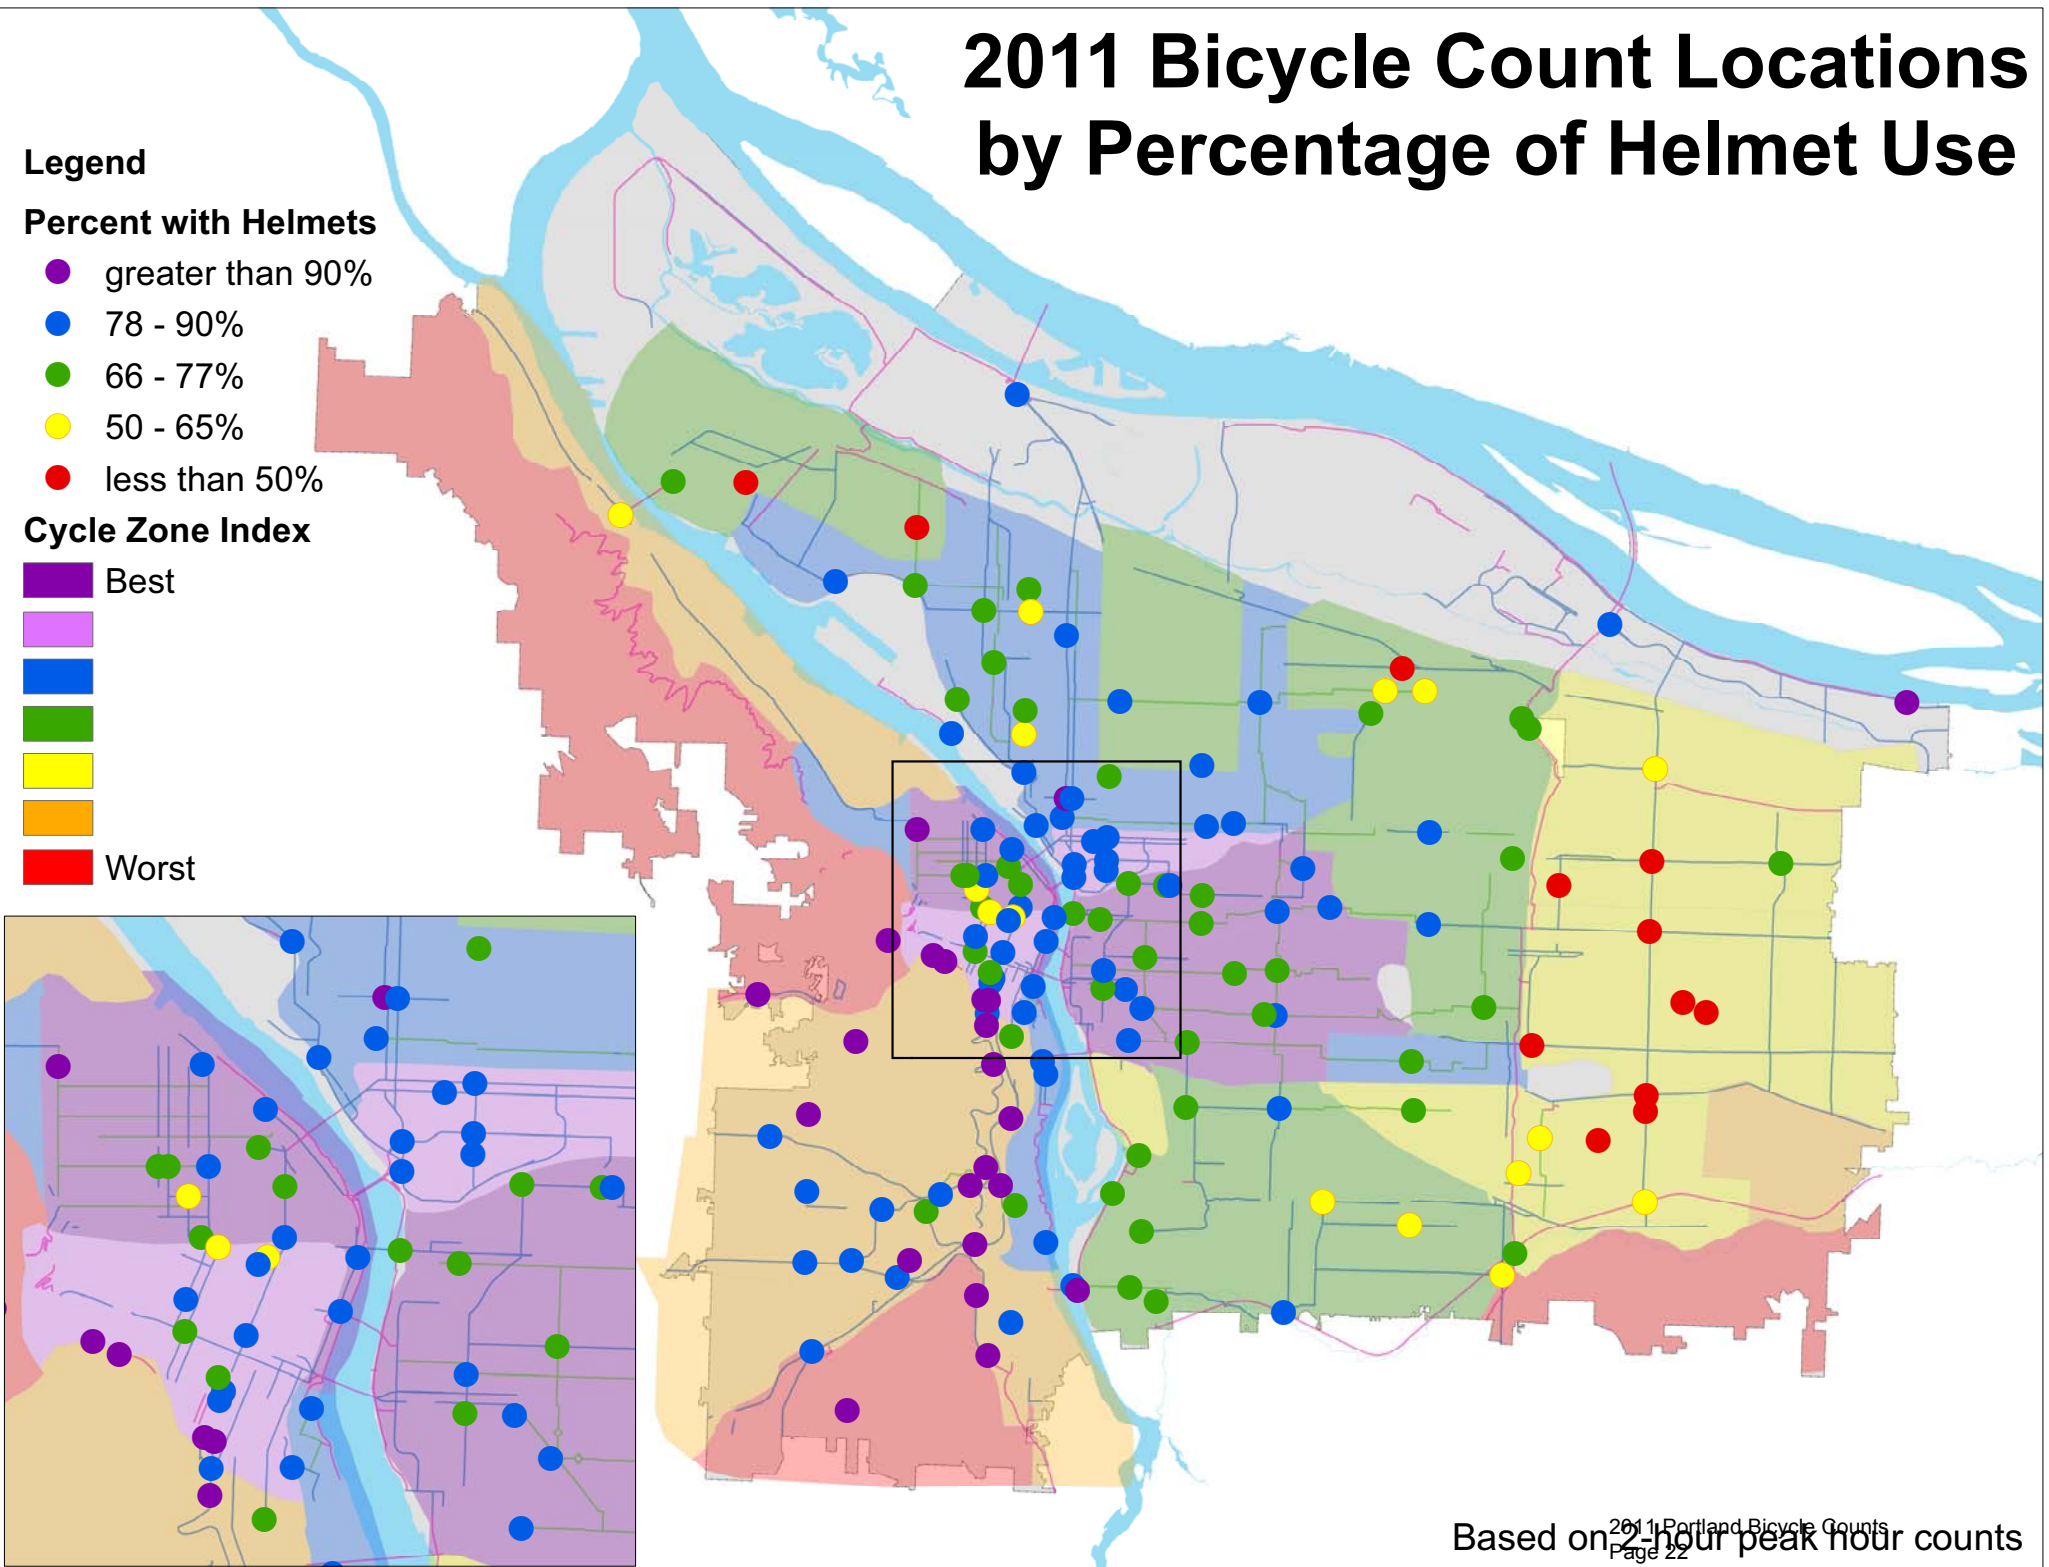 2011 Bicycle Count Locations
by Percentage of Helmet Use
Legend
Percent with Helmets
greater than 90%
78 - 90%
66 - 77%
50 - 65%
less than 50%
Cycle Zone Index
Best
Worst
Based on 2-hour peak hour counts
2011 Portland Bicycle Counts
Page 22